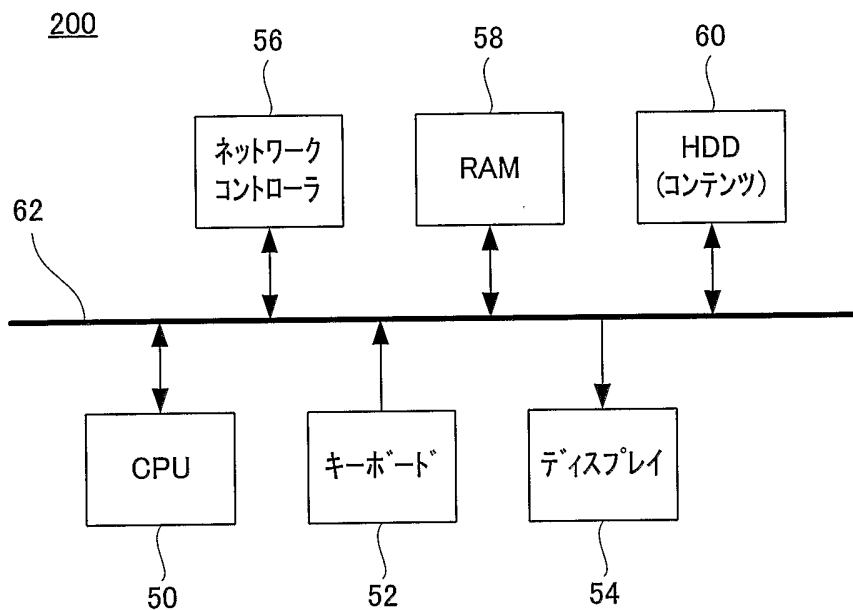 200
56
58
60
ネットワーク
コントローラ
RAM
HDD
(コンテンツ)
62
CPU
キーボード
ディスプレイ
50
52
54